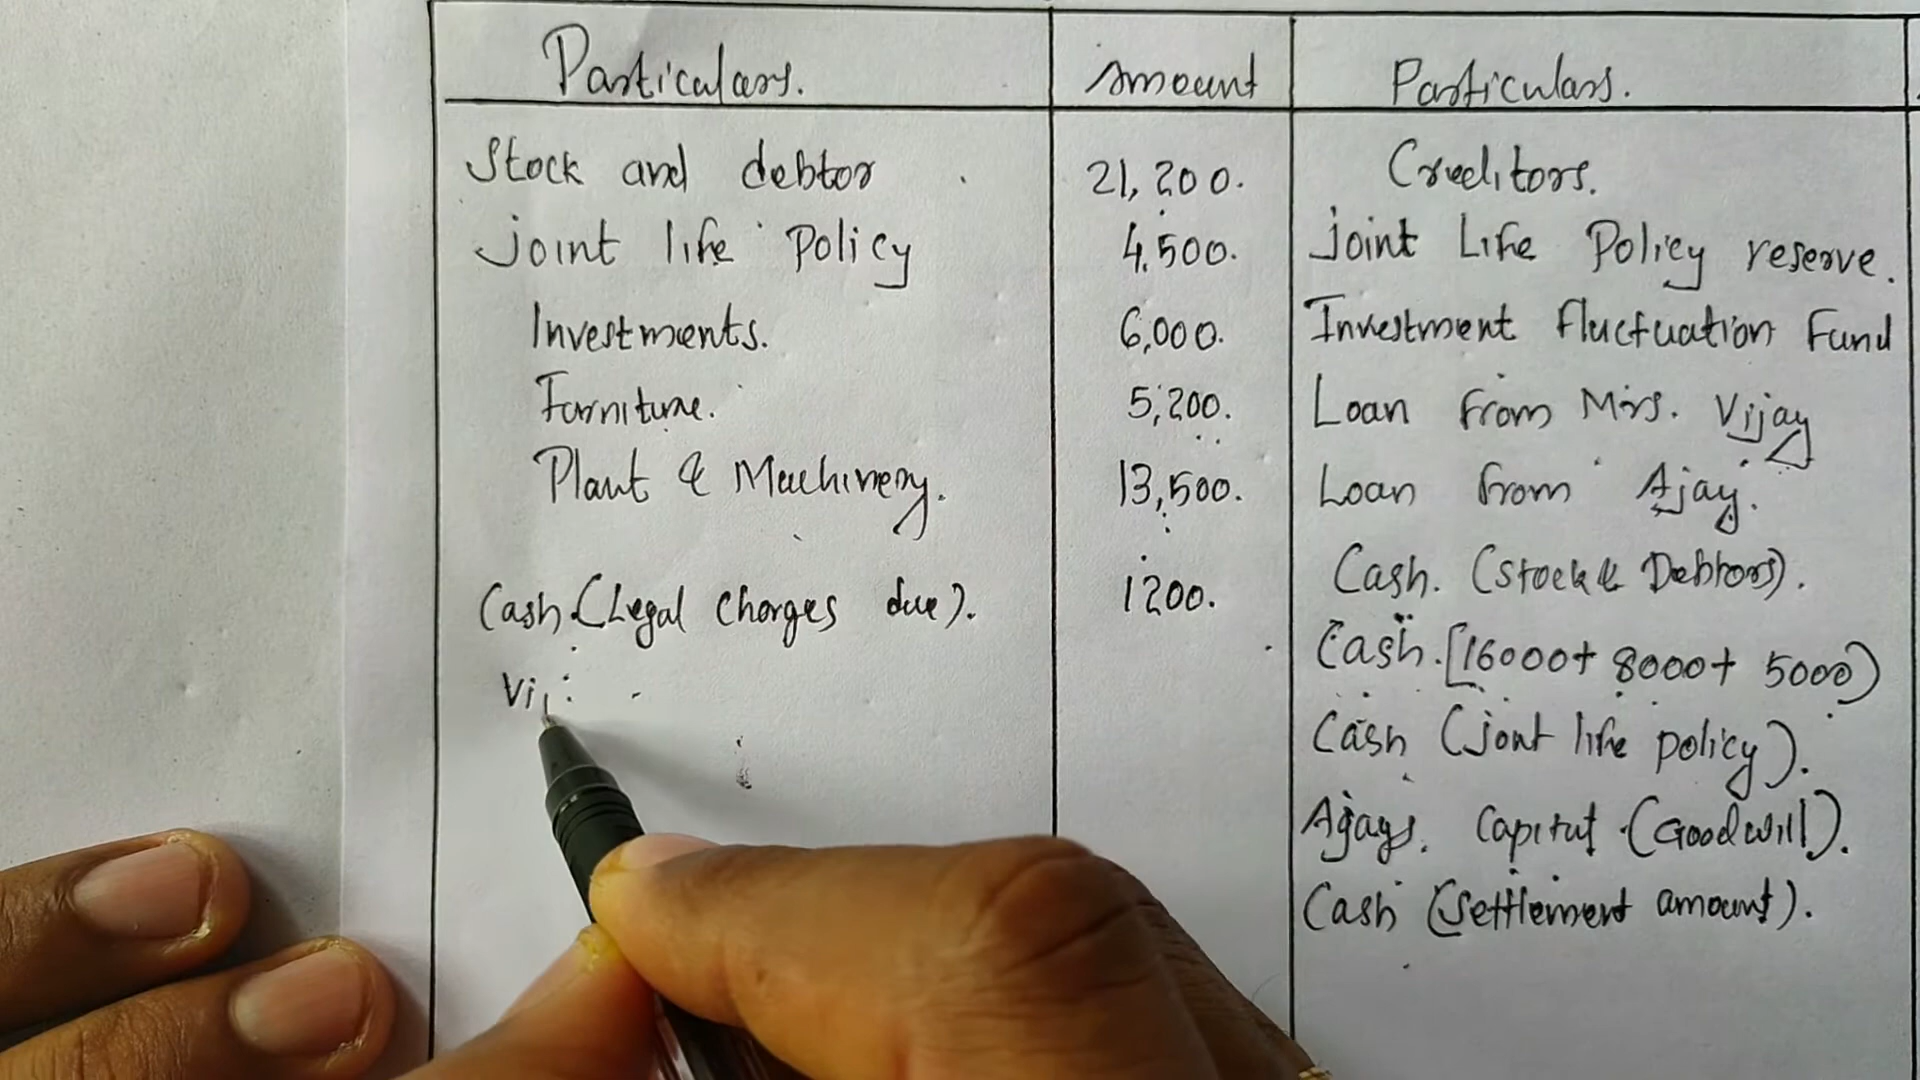 Particulars. Amount Particulars.
Stock and debtor 21,200. Creditors.
Joint life Policy 4,500. Joint Life Policy reserve.
Investments. 6,000. Investment Fluctuation Fund
Furniture. 5,200. Loan from Mrs. Vijay
Plant & Machinery. 13,500. Loan from Ajay.
Cash (Legal Charges due). 1200. Cash. (Stock & Debtors).
Vi Cash. [16000+ 8000+ 5000)
Cash (jont life policy).
Ajays. Capital (Goodwill).
Cash (Settlement amount).